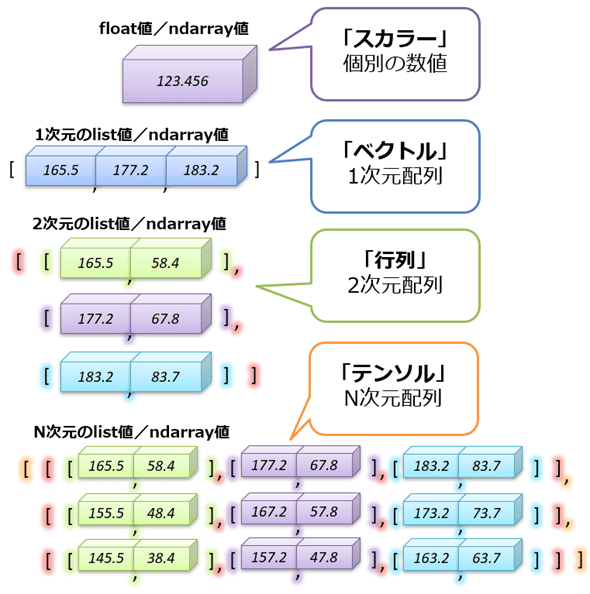 float値／ndarray値
「スカラー」
個別の数値
123.456
1次元のlist値／ndarray値
「ベクトル」
1次元配列
[ 165.5 , 177.2 , 183.2 ]
2次元のlist値／ndarray値
「行列」
2次元配列
[ [ 165.5 , 58.4 ] ,
[ 177.2 , 67.8 ] ,
[ 183.2 , 83.7 ] ]
「テンソル」
N次元配列
N次元のlist値／ndarray値
[ [ [ 165.5 , 58.4 ] , [ 177.2 , 67.8 ] , [ 183.2 , 83.7 ] ] ,
[ [ 155.5 , 48.4 ] , [ 167.2 , 57.8 ] , [ 173.2 , 73.7 ] ] ,
[ [ 145.5 , 38.4 ] , [ 157.2 , 47.8 ] , [ 163.2 , 63.7 ] ] ]